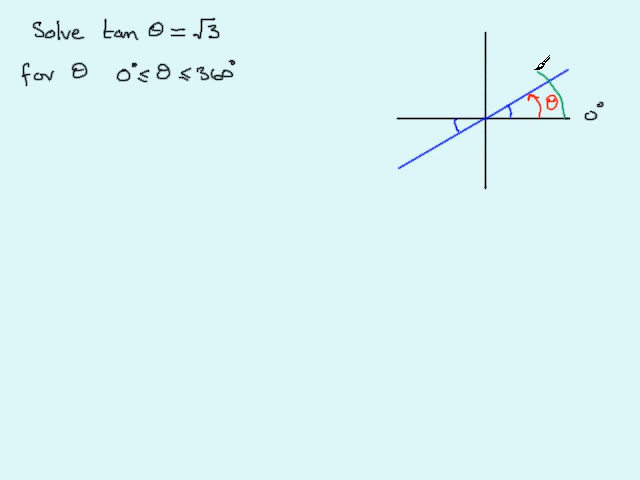 Solve tan θ = √3
for θ 0° ≤ θ ≤ 360°
θ
0°